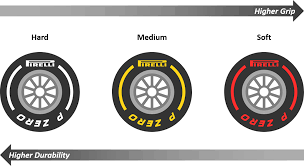 Higher Grip
Hard
Medium
Soft
PIRELLI
PIRELLI
PIRELLI
P ZERO
P ZERO
P ZERO
Higher Durability